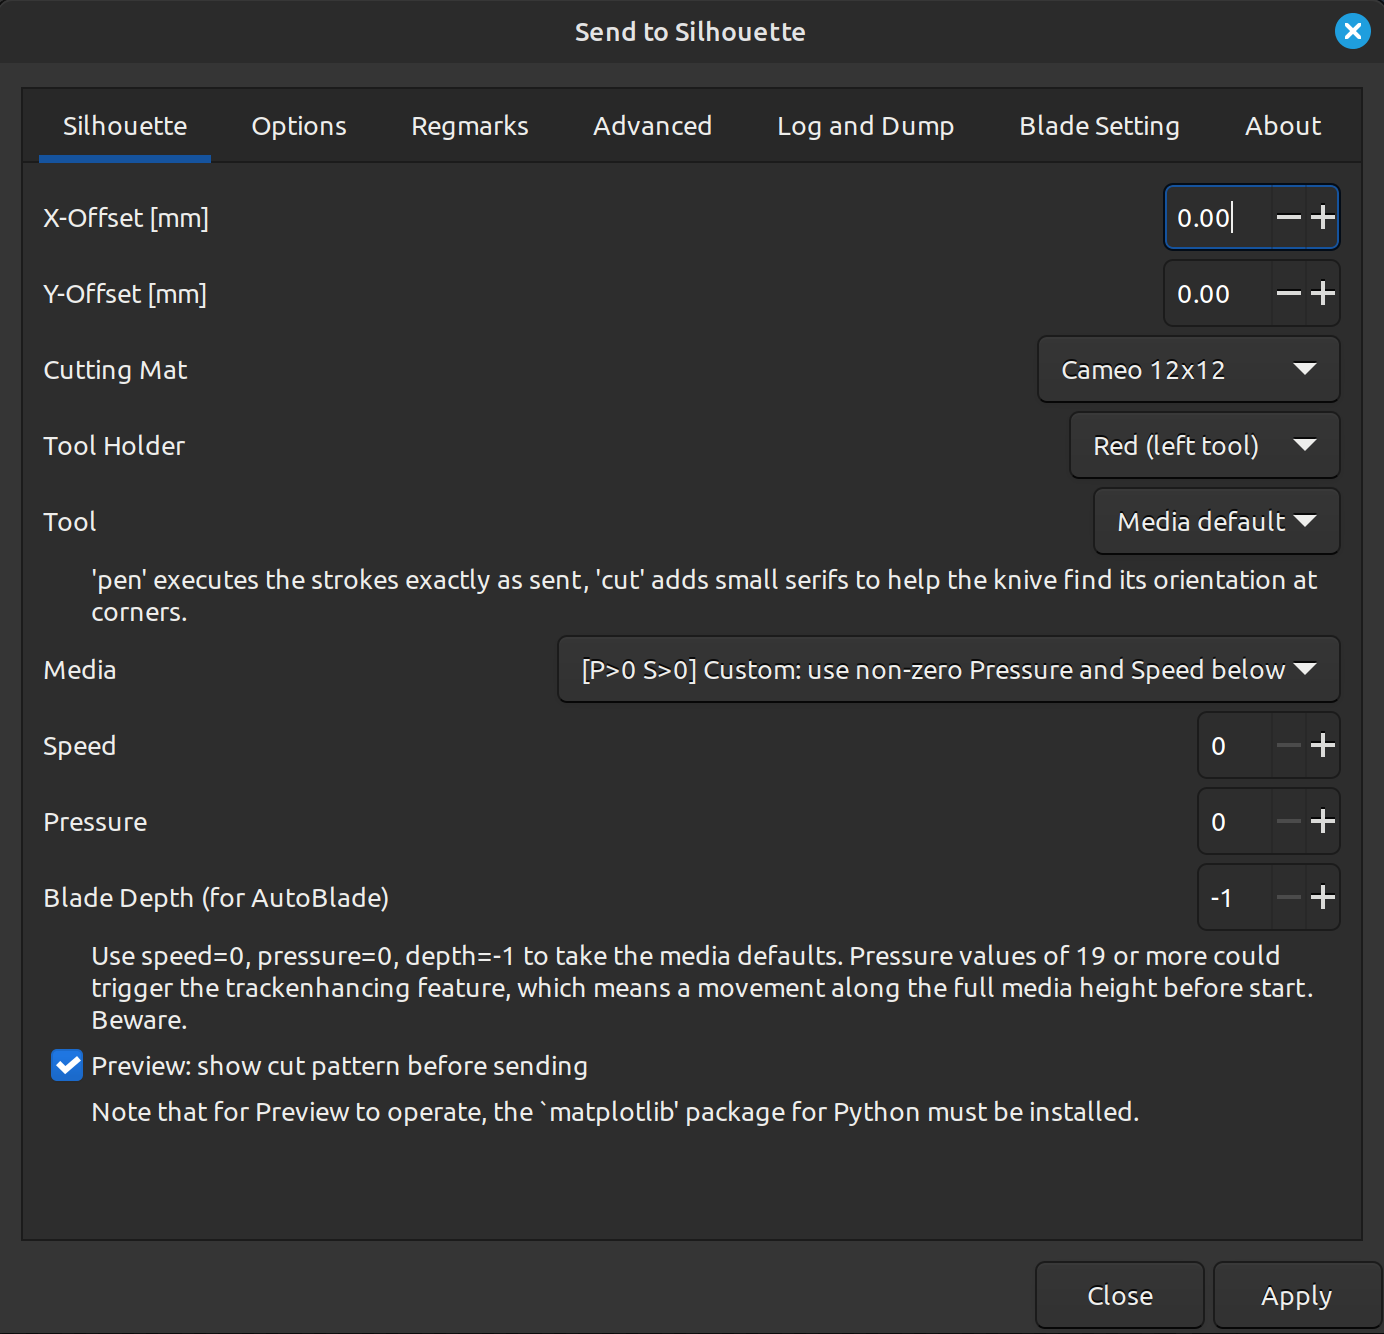 Send to Silhouette
Silhouette Options Regmarks Advanced Log and Dump Blade Setting About
X-Offset [mm] 0.00
Y-Offset [mm] 0.00
Cutting Mat Cameo 12x12
Tool Holder Red (left tool)
Tool Media default
'pen' executes the strokes exactly as sent, 'cut' adds small serifs to help the knive find its orientation at
corners.
Media [P>0 S>0] Custom: use non-zero Pressure and Speed below
Speed 0
Pressure 0
Blade Depth (for AutoBlade) -1
Use speed=0, pressure=0, depth=-1 to take the media defaults. Pressure values of 19 or more could
trigger the trackenhancing feature, which means a movement along the full media height before start.
Beware.
Preview: show cut pattern before sending
Note that for Preview to operate, the `matplotlib' package for Python must be installed.
Close Apply